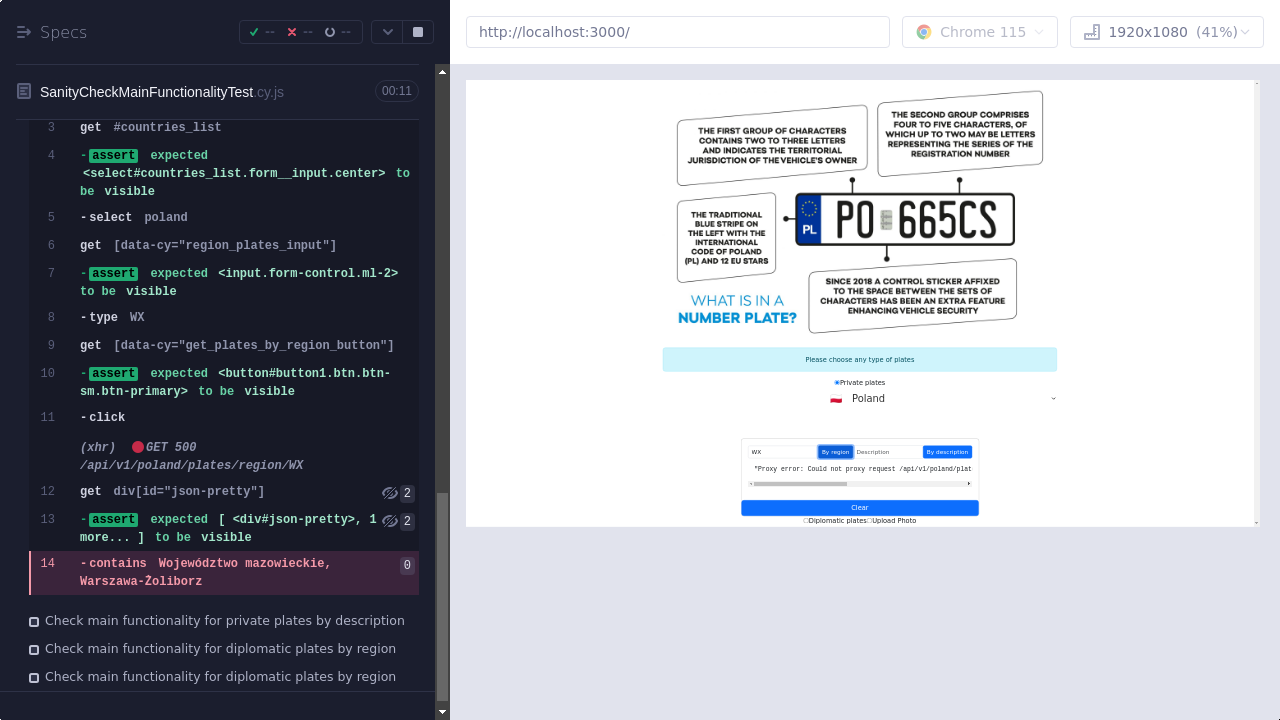 Specs
--
--
--
http://localhost:3000/
Chrome 115
1920x1080 (41%)
SanityCheckMainFunctionalityTest.cy.js
00:11
3 get #countries_list
4 -assert expected
<select#countries_list.form__input.center> to
be visible
5 -select poland
6 get [data-cy="region_plates_input"]
7 -assert expected <input.form-control.ml-2>
to be visible
8 -type WX
9 get [data-cy="get_plates_by_region_button"]
10 -assert expected <button#button1.btn.btn-
sm.btn-primary> to be visible
11 -click
(xhr) GET 500
/api/v1/poland/plates/region/WX
12 get div[id="json-pretty"] 2
13 -assert expected [ <div#json-pretty>, 1 2
more... ] to be visible
14 -contains Województwo mazowieckie, 0
Warszawa-Żoliborz
Check main functionality for private plates by description
Check main functionality for diplomatic plates by region
Check main functionality for diplomatic plates by region
THE FIRST GROUP OF CHARACTERS
CONTAINS TWO TO THREE LETTERS
AND INDICATES THE TERRITORIAL
JURISDICTION OF THE VEHICLE'S OWNER
THE SECOND GROUP COMPRISES
FOUR TO FIVE CHARACTERS, OF
WHICH UP TO TWO MAY BE LETTERS
REPRESENTING THE SERIES OF THE
REGISTRATION NUMBER
THE TRADITIONAL
BLUE STRIPE ON
THE LEFT WITH THE
INTERNATIONAL
CODE OF POLAND
(PL) AND 12 EU STARS
PL
PO 665CS
SINCE 2018 A CONTROL STICKER AFFIXED
TO THE SPACE BETWEEN THE SETS OF
CHARACTERS HAS BEEN AN EXTRA FEATURE
ENHANCING VEHICLE SECURITY
WHAT IS IN A
NUMBER PLATE?
Please choose any type of plates
Private plates
Poland
WX
By region
Description
By description
"Proxy error: Could not proxy request /api/v1/poland/plat
Clear
Diplomatic plates Upload Photo